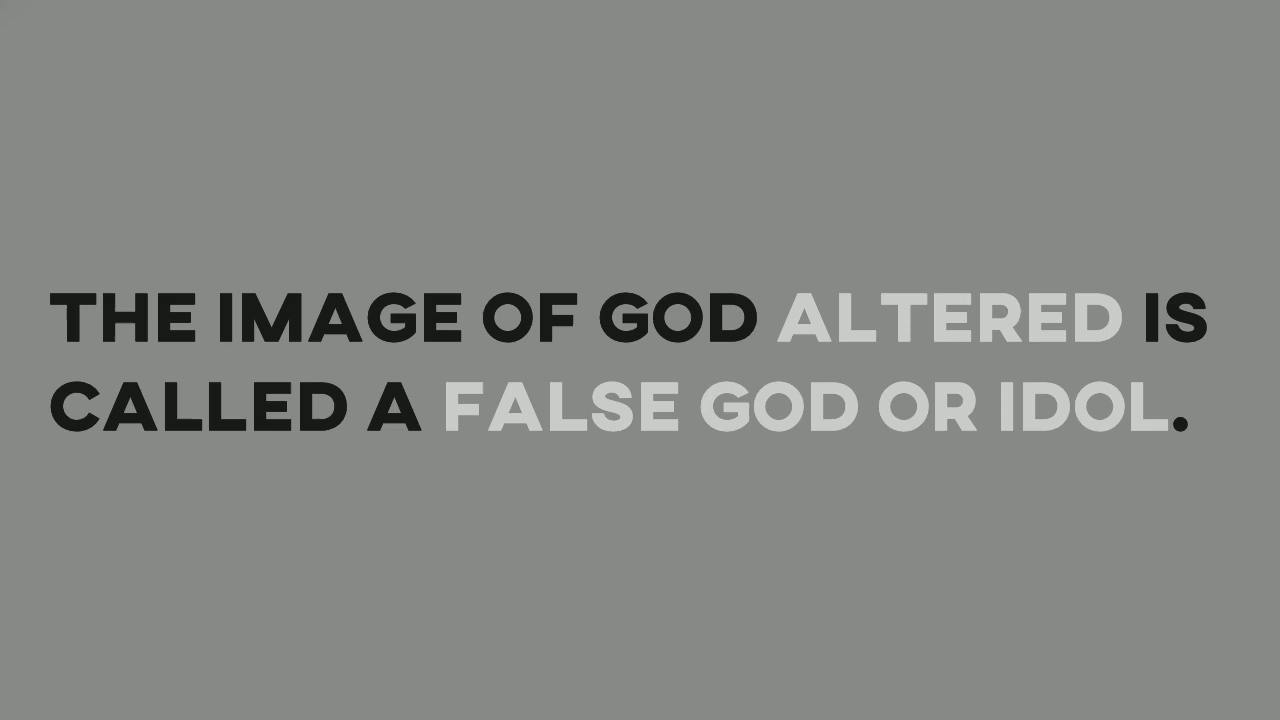 THE IMAGE OF GOD ALTERED IS
CALLED A FALSE GOD OR IDOL.